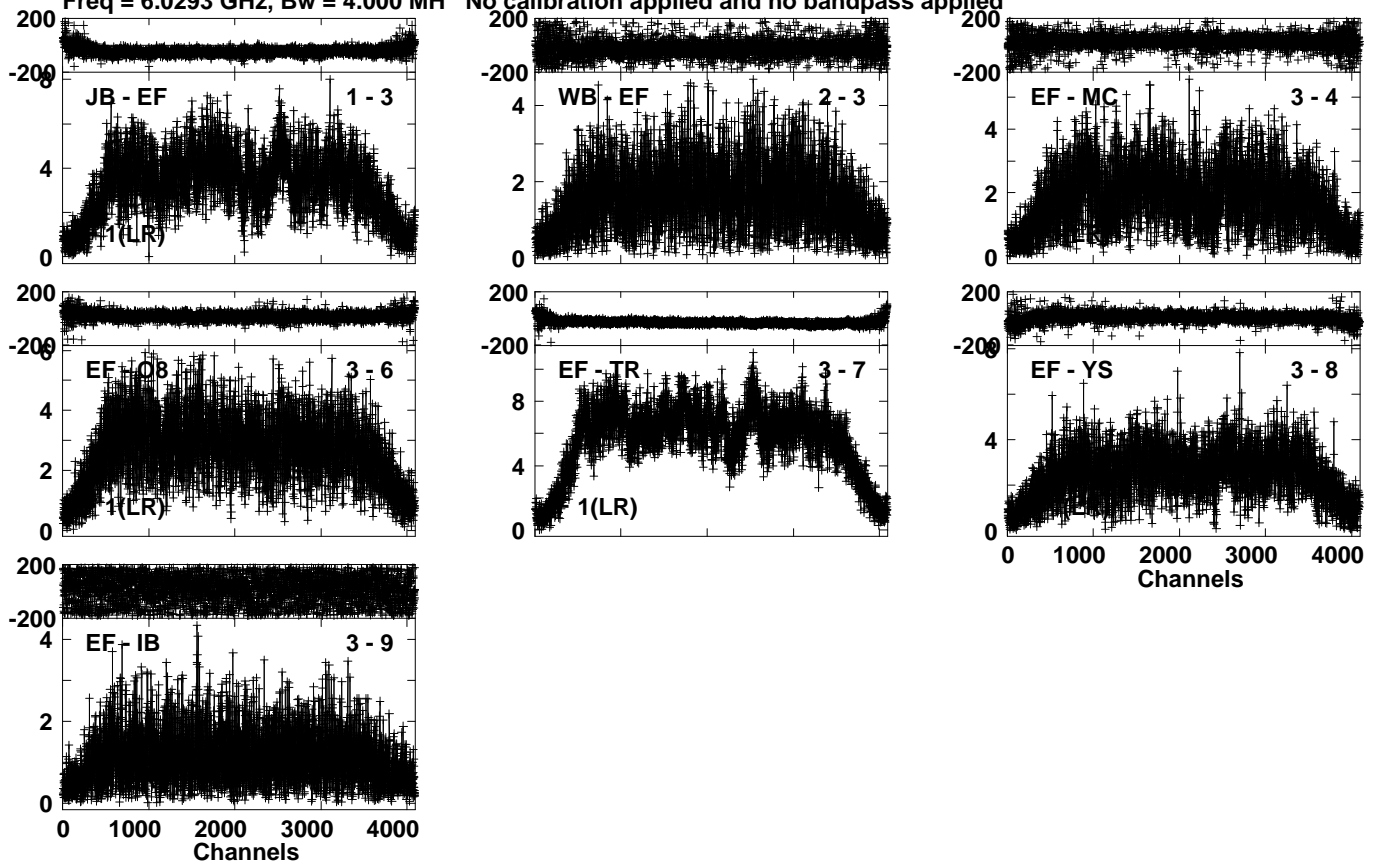 Freq = 6.0293 GHz, Bw = 4.000 MH No calibration applied and no bandpass applied
200 200 200
-200 -200 -200
8
JB - EF 1 - 3 WB - EF 2 - 3 EF - MC 3 - 4
4 4
4 2 2
1(LR)
0 0 0
200 200 200
-200 -200 -200
6 8
EF - O8 3 - 6 EF - TR 3 - 7 EF - YS 3 - 8
4 8 4
2 4
1(LR) 1(LR)
0 0 0
0 1000 2000 3000 4000
Channels
200
-200
EF - IB 3 - 9
4
2
0
0 1000 2000 3000 4000
Channels